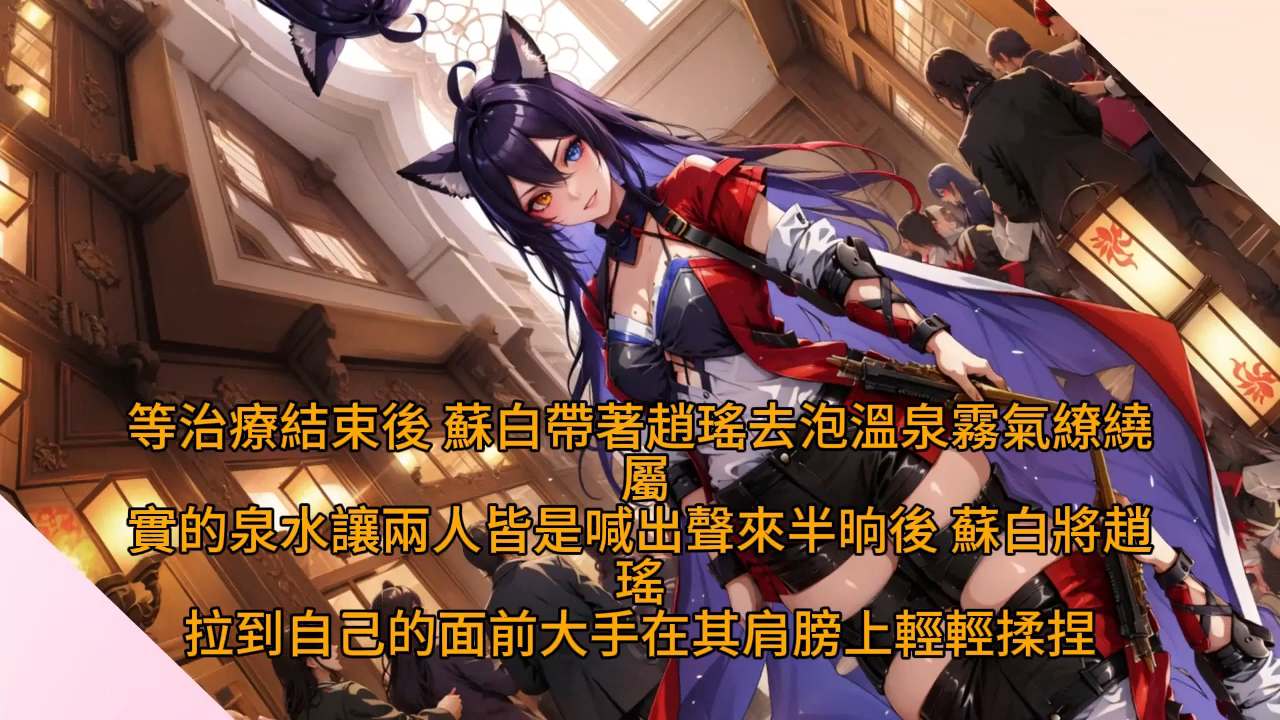 等治療結束後 蘇白帶著趙瑤去泡溫泉霧氣繚繞
屬
實的泉水讓兩人皆是喊出聲來半晌後 蘇白將趙
瑤
拉到自己的面前大手在其肩膀上輕輕揉捏